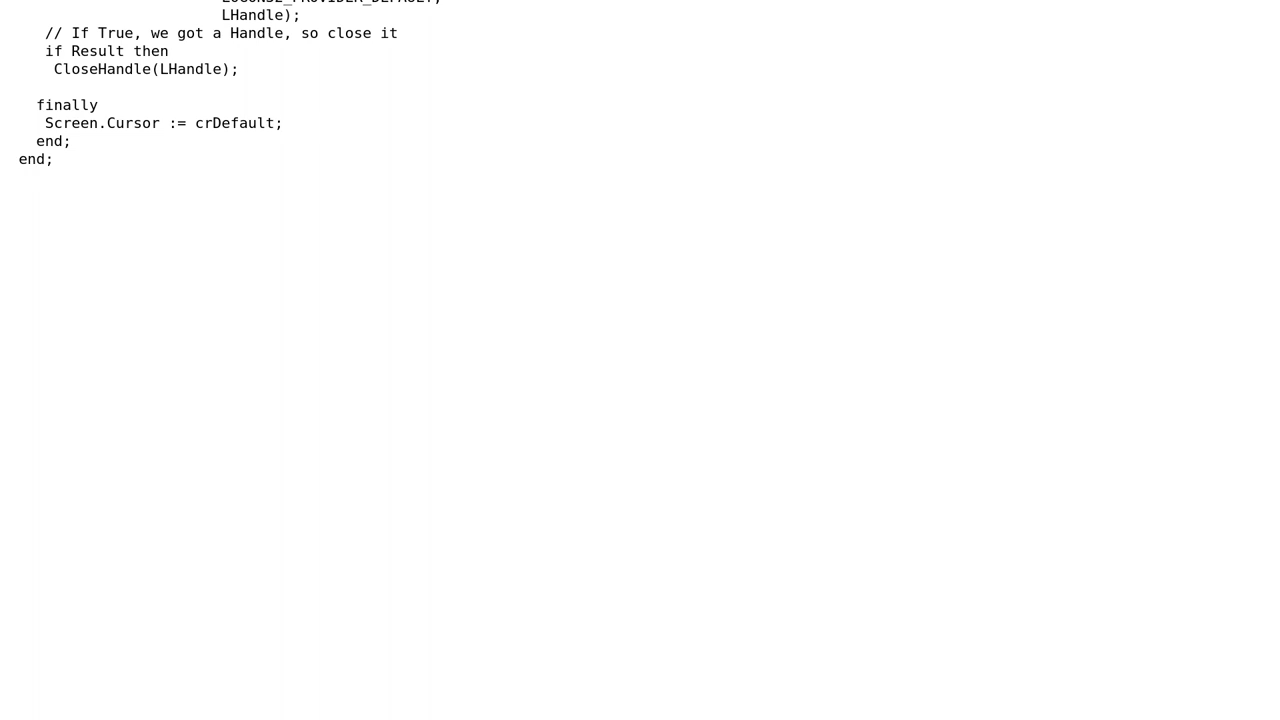 LHandle);
// If True, we got a Handle, so close it
if Result then
CloseHandle(LHandle);
finally
Screen.Cursor := crDefault;
end;
end;